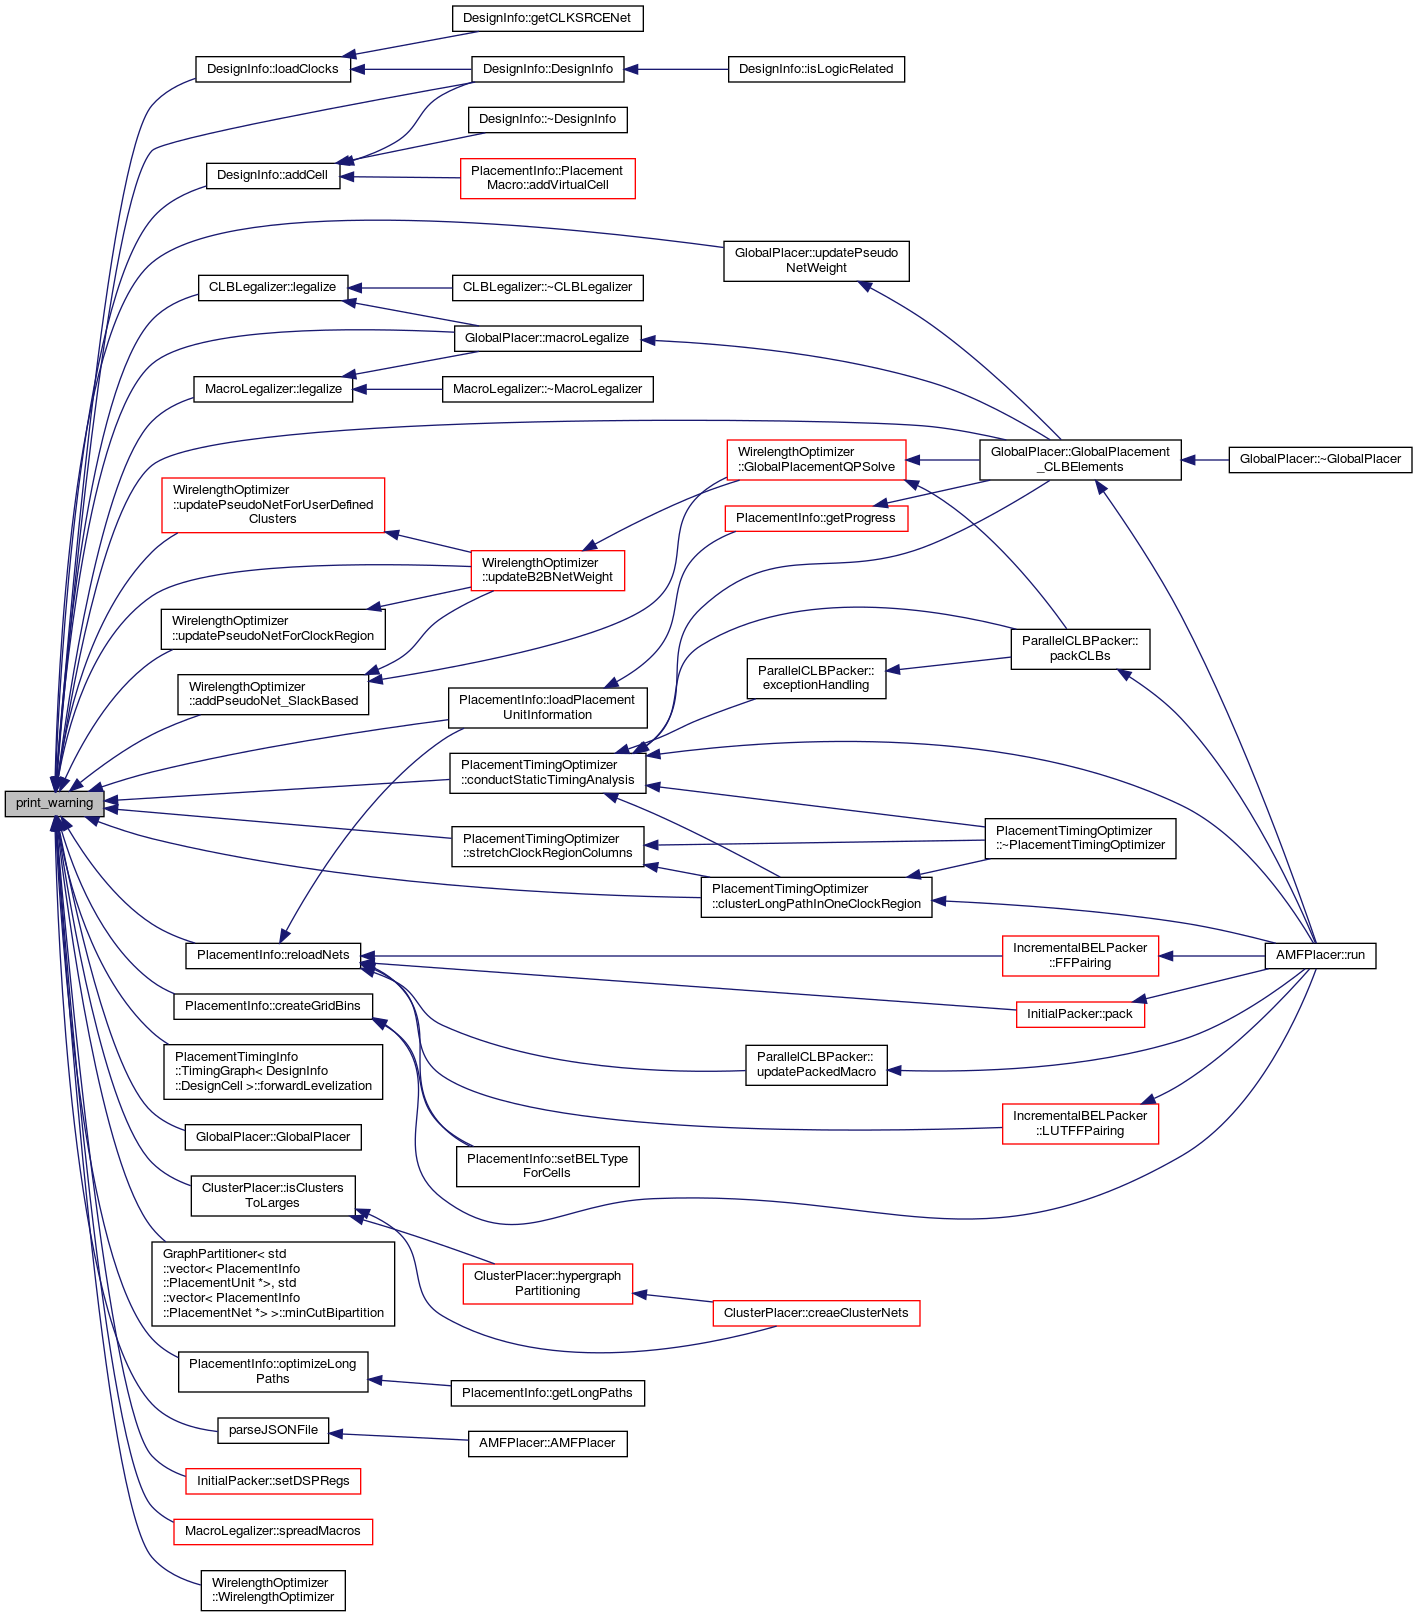 DesignInfo::getCLKSRCENet
DesignInfo::loadClocks
DesignInfo::DesignInfo
DesignInfo::isLogicRelated
DesignInfo::~DesignInfo
DesignInfo::addCell
PlacementInfo::Placement
Macro::addVirtualCell
GlobalPlacer::updatePseudo
NetWeight
CLBLegalizer::legalize
CLBLegalizer::~CLBLegalizer
GlobalPlacer::macroLegalize
MacroLegalizer::legalize
MacroLegalizer::~MacroLegalizer
WirelengthOptimizer
::GlobalPlacementQPSolve
GlobalPlacer::GlobalPlacement
_CLBElements
GlobalPlacer::~GlobalPlacer
WirelengthOptimizer
::updatePseudoNetForUserDefined
Clusters
PlacementInfo::getProgress
WirelengthOptimizer
::updateB2BNetWeight
WirelengthOptimizer
::updatePseudoNetForClockRegion
ParallelCLBPacker::
packCLBs
ParallelCLBPacker::
exceptionHandling
WirelengthOptimizer
::addPseudoNet_SlackBased
PlacementInfo::loadPlacement
UnitInformation
PlacementTimingOptimizer
::conductStaticTimingAnalysis
print_warning
PlacementTimingOptimizer
::stretchClockRegionColumns
PlacementTimingOptimizer
::~PlacementTimingOptimizer
PlacementTimingOptimizer
::clusterLongPathInOneClockRegion
PlacementInfo::reloadNets
IncrementalBELPacker
::FFPairing
AMFPlacer::run
PlacementInfo::createGridBins
InitialPacker::pack
PlacementTimingInfo
::TimingGraph< DesignInfo
::DesignCell >::forwardLevelization
ParallelCLBPacker::
updatePackedMacro
IncrementalBELPacker
::LUTFFPairing
GlobalPlacer::GlobalPlacer
PlacementInfo::setBELType
ForCells
ClusterPlacer::isClusters
ToLarges
GraphPartitioner< std
::vector< PlacementInfo
::PlacementUnit *>, std
::vector< PlacementInfo
::PlacementNet *> >::minCutBipartition
ClusterPlacer::hypergraph
Partitioning
ClusterPlacer::creaeClusterNets
PlacementInfo::optimizeLong
Paths
PlacementInfo::getLongPaths
parseJSONFile
AMFPlacer::AMFPlacer
InitialPacker::setDSPRegs
MacroLegalizer::spreadMacros
WirelengthOptimizer
::WirelengthOptimizer